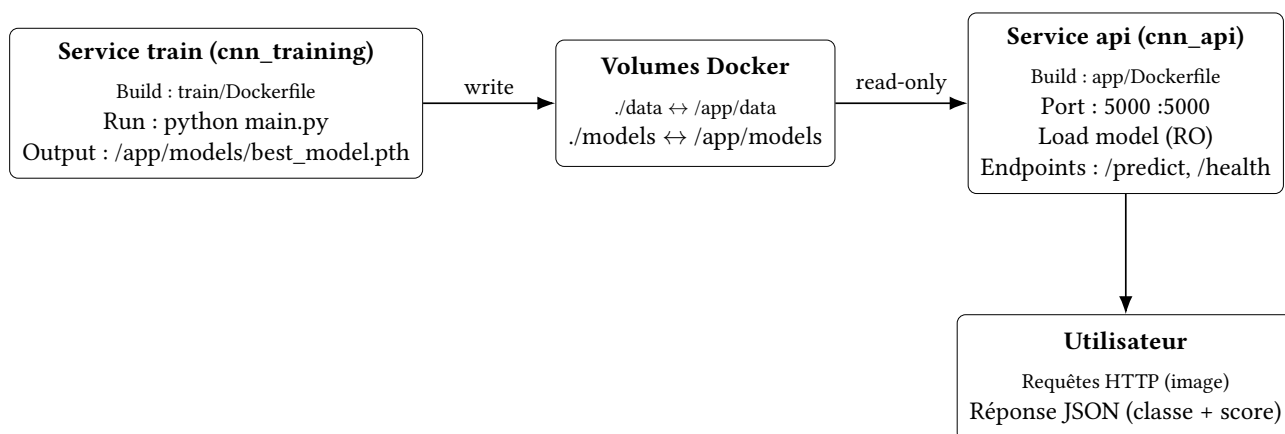 Service train (cnn_training)
Build : train/Dockerfile
Run : python main.py
Output : /app/models/best_model.pth
write
Volumes Docker
./data ↔ /app/data
./models ↔ /app/models
read-only
Service api (cnn_api)
Build : app/Dockerfile
Port : 5000 :5000
Load model (RO)
Endpoints : /predict, /health
Utilisateur
Requêtes HTTP (image)
Réponse JSON (classe + score)